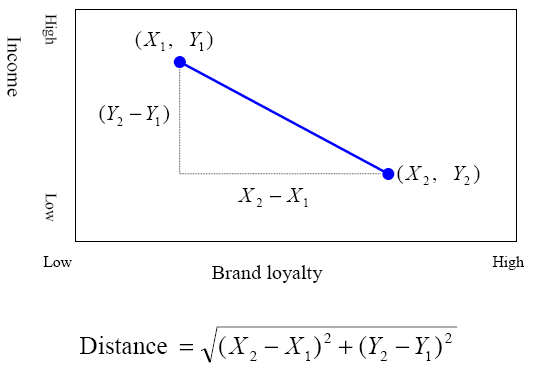 High
Income
Low
(X₁, Y₁)
(Y₂ − Y₁)
(X₂, Y₂)
X₂ − X₁
Low
Brand loyalty
High
Distance = √(X₂ − X₁)² + (Y₂ − Y₁)²